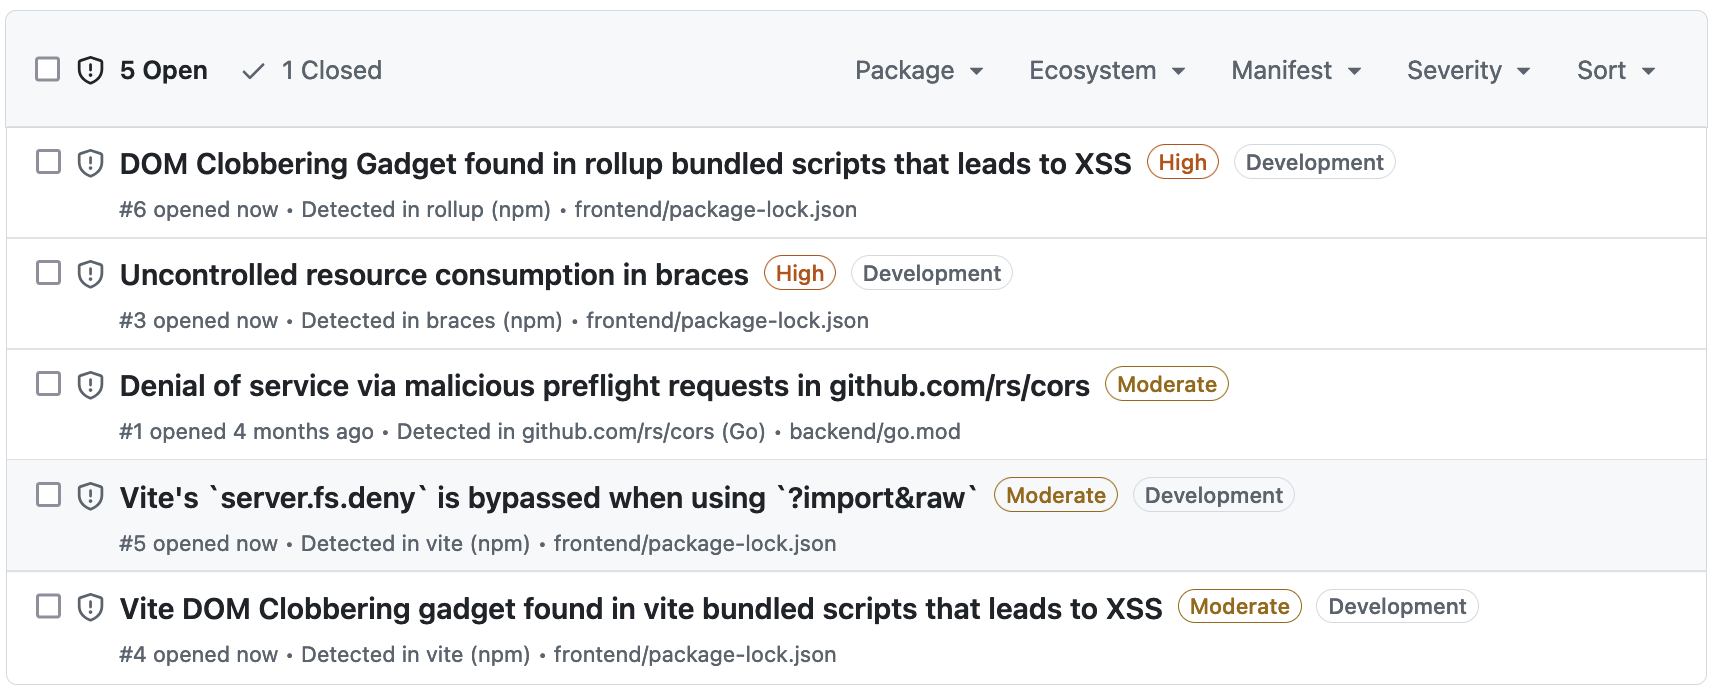 5 Open 1 Closed Package Ecosystem Manifest Severity Sort
DOM Clobbering Gadget found in rollup bundled scripts that leads to XSS High Development
#6 opened now • Detected in rollup (npm) • frontend/package-lock.json
Uncontrolled resource consumption in braces High Development
#3 opened now • Detected in braces (npm) • frontend/package-lock.json
Denial of service via malicious preflight requests in github.com/rs/cors Moderate
#1 opened 4 months ago • Detected in github.com/rs/cors (Go) • backend/go.mod
Vite's `server.fs.deny` is bypassed when using `?import&raw` Moderate Development
#5 opened now • Detected in vite (npm) • frontend/package-lock.json
Vite DOM Clobbering gadget found in vite bundled scripts that leads to XSS Moderate Development
#4 opened now • Detected in vite (npm) • frontend/package-lock.json